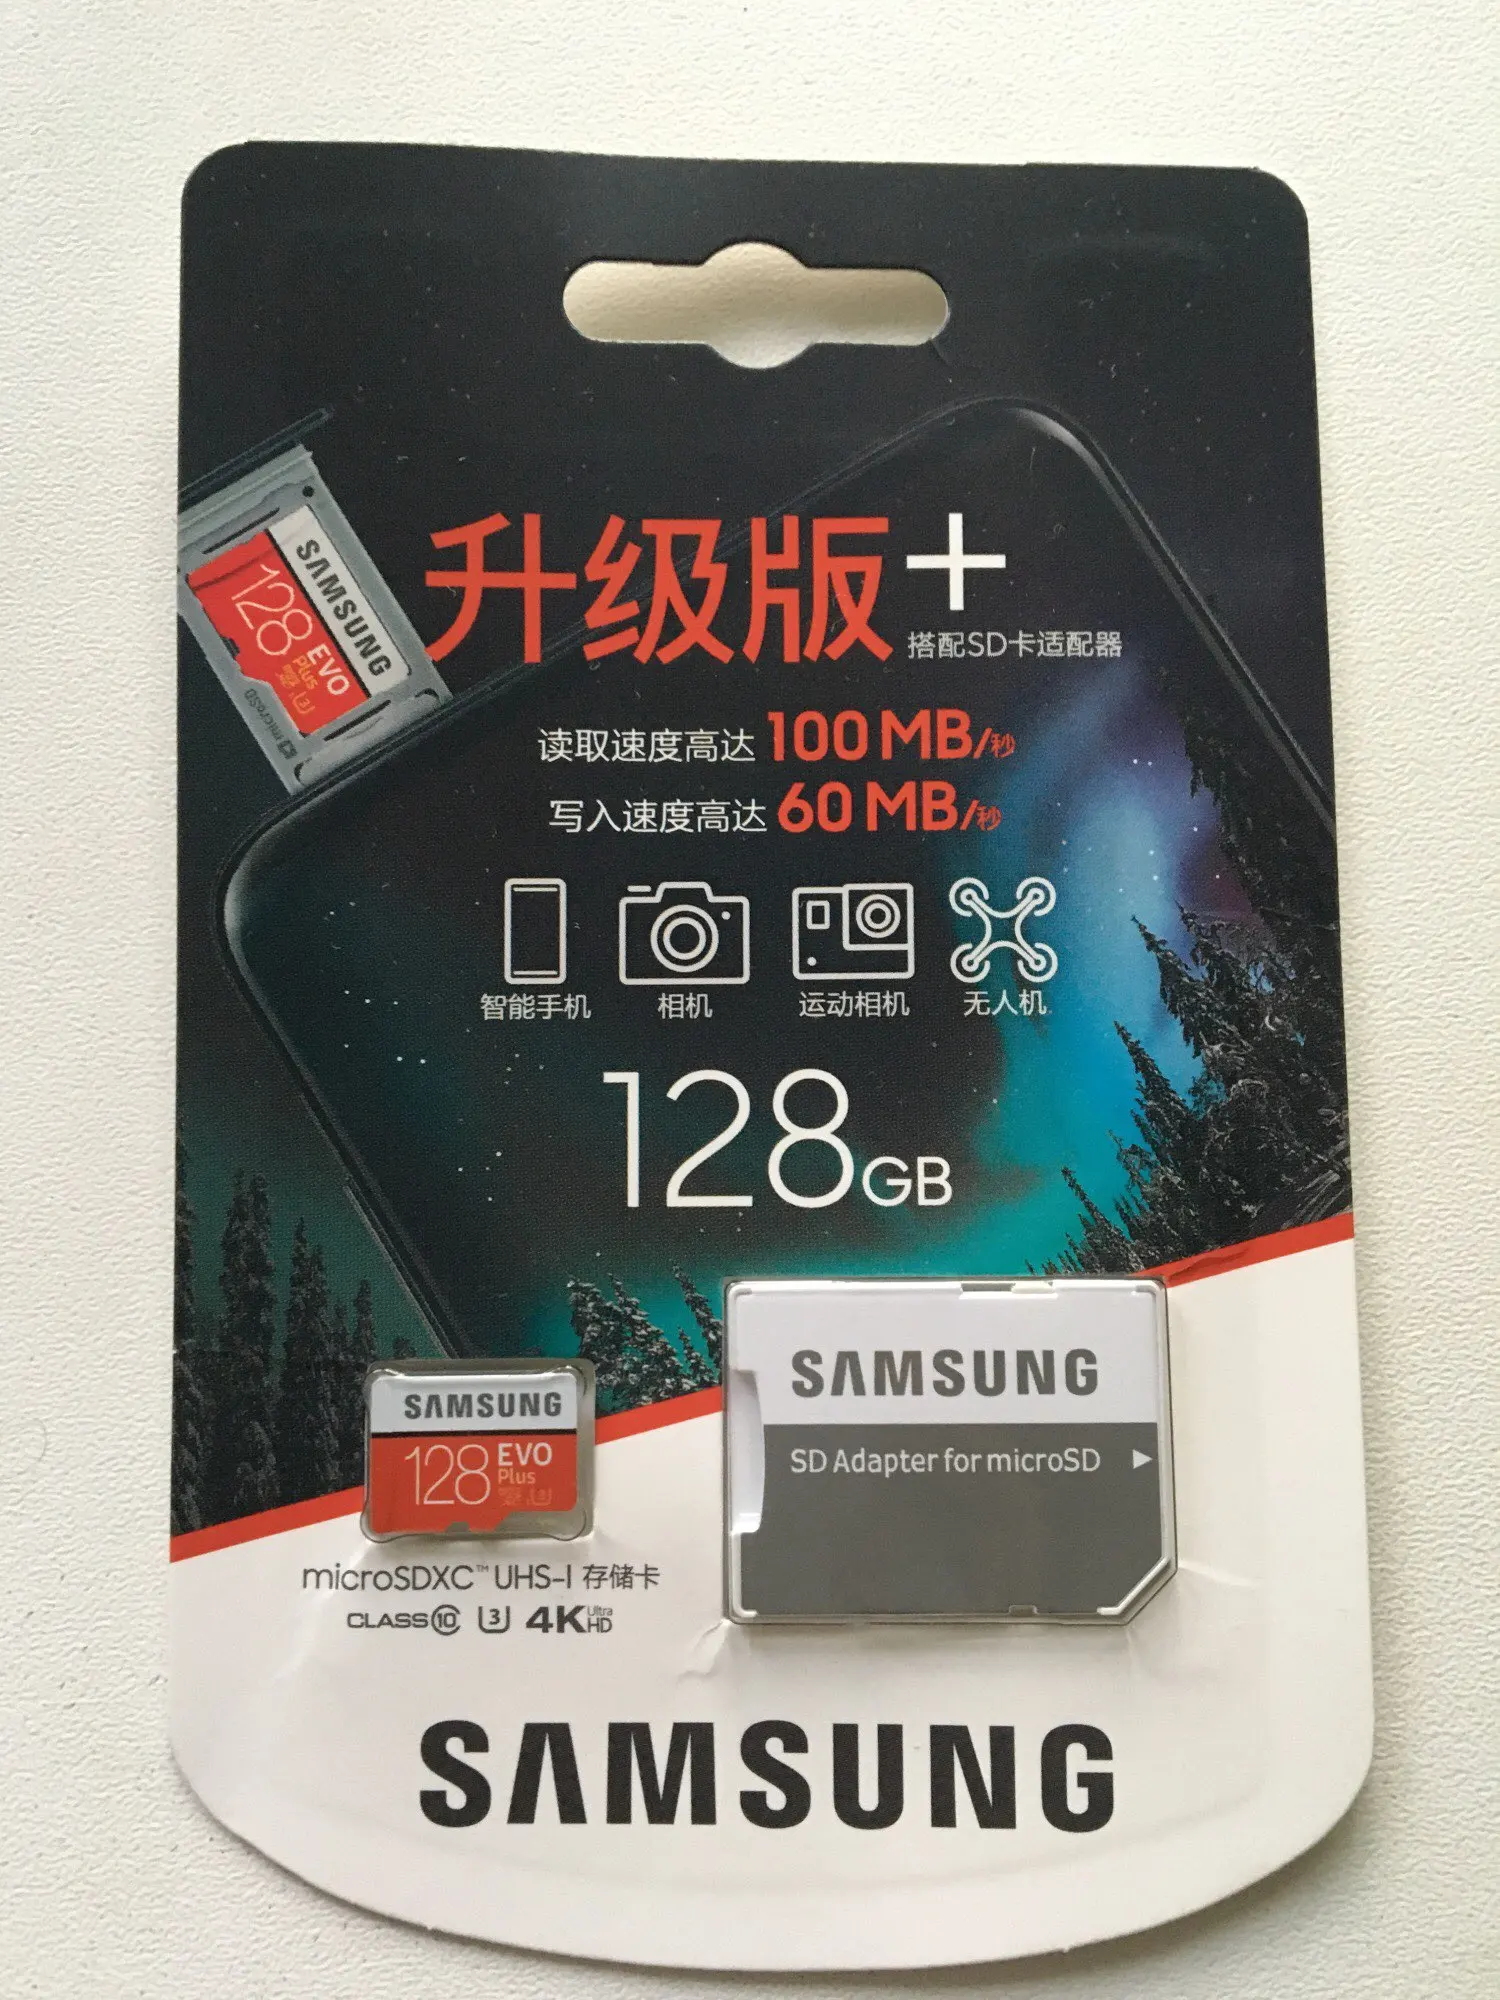 升级版+
搭配SD卡适配器
SAMSUNG
128 EVO
Plus
microSD
读取速度高达 100 MB/秒
写入速度高达 60 MB/秒
智能手机 相机 运动相机 无人机
128GB
SAMSUNG
128 EVO
Plus
SAMSUNG
SD Adapter for microSD
microSDXC™ UHS-I 存储卡
CLASS 10 U3 4K Ultra HD
SAMSUNG